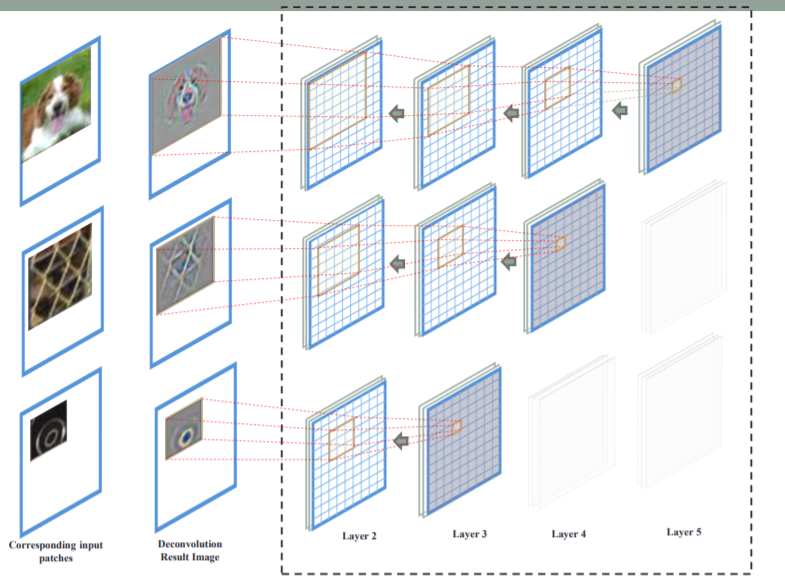 Layer 2
Layer 3
Layer 4
Layer 5
Corresponding input
patches
Deconvolution
Result Image